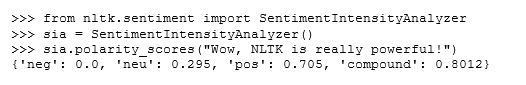 >>> from nltk.sentiment import SentimentIntensityAnalyzer
>>> sia = SentimentIntensityAnalyzer()
>>> sia.polarity_scores("Wow, NLTK is really powerful!")
{'neg': 0.0, 'neu': 0.295, 'pos': 0.705, 'compound': 0.8012}